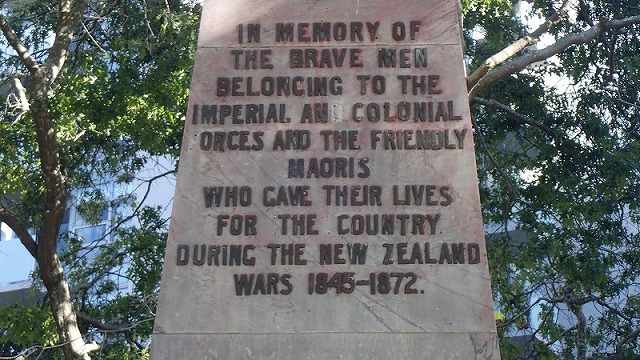 IN MEMORY OF
THE BRAVE MEN
BELONGING TO THE
IMPERIAL AN COLONIAL
ORCES AND THE FRIENDLY
MAORIS
WHO GAVE THEIR LIVES
FOR THE COUNTRY
DURING THE NEW ZEALAND
WARS 1845-1872.